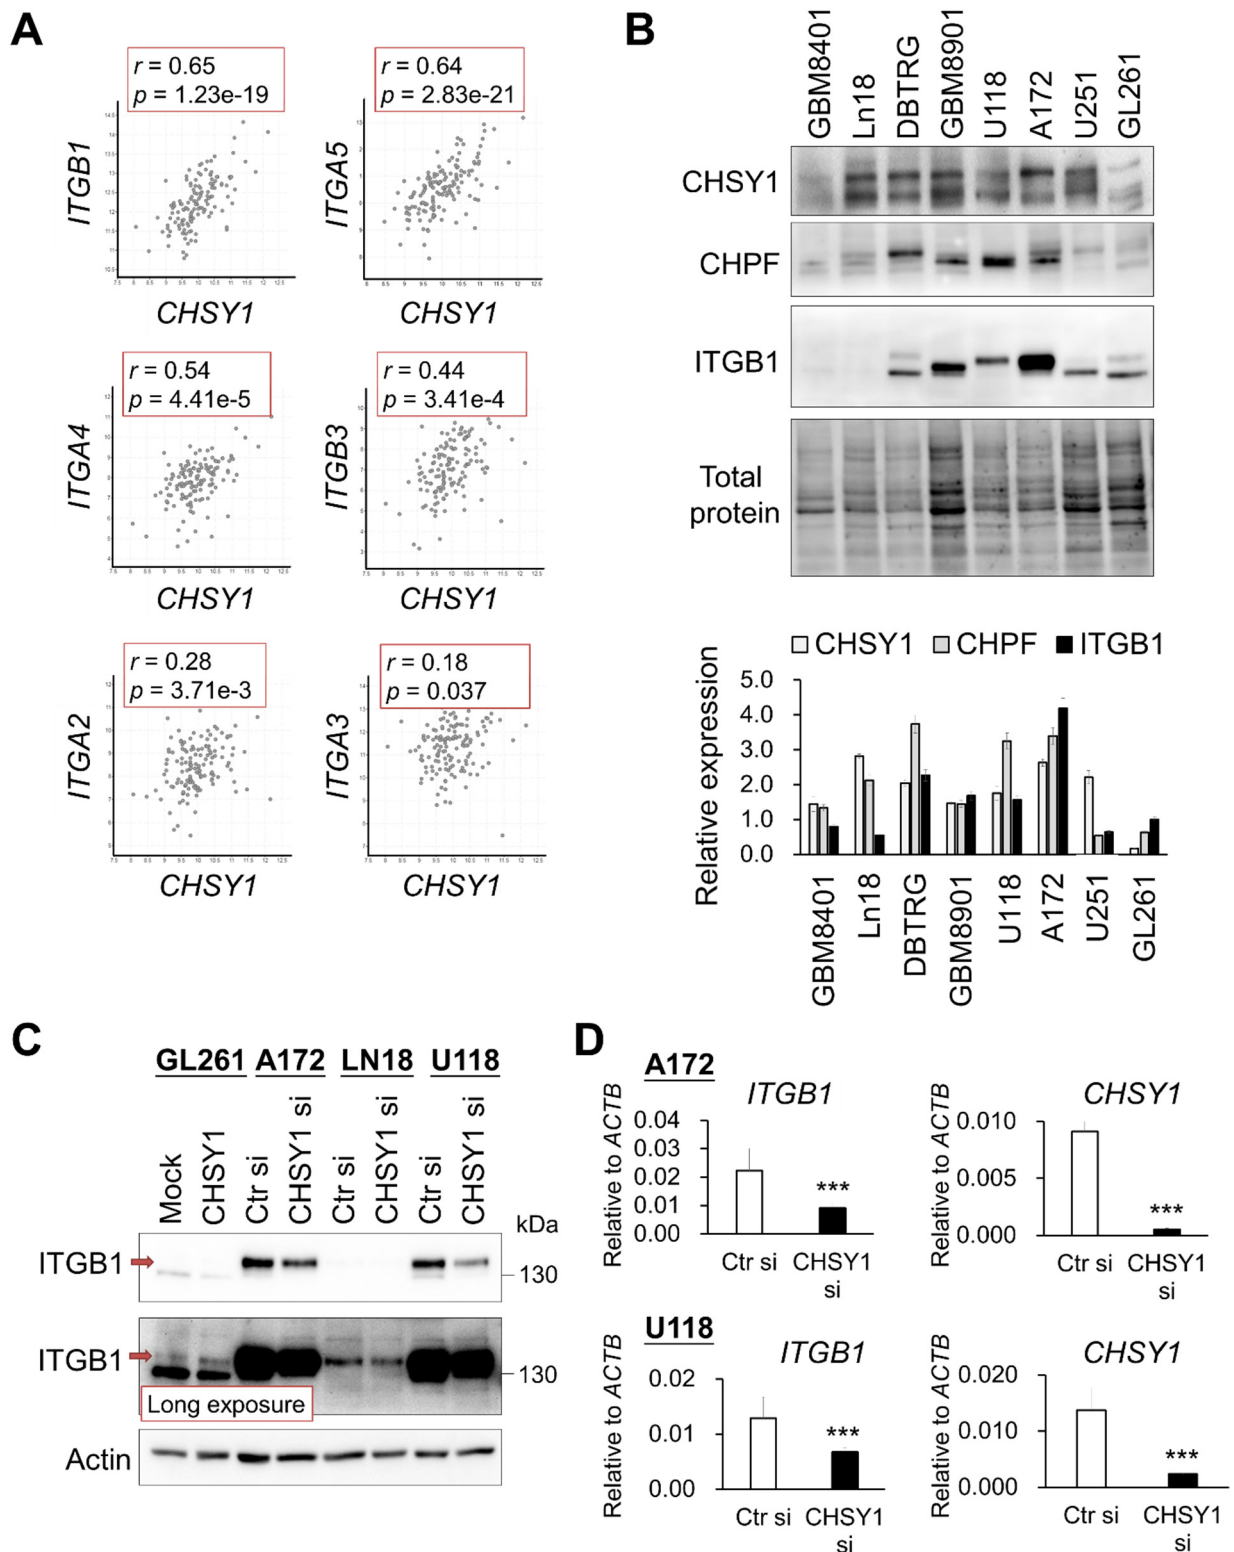 A
r = 0.65
p = 1.23e-19
ITGB1
CHSY1
r = 0.64
p = 2.83e-21
ITGA5
CHSY1
r = 0.54
p = 4.41e-5
ITGA4
CHSY1
r = 0.44
p = 3.41e-4
ITGB3
CHSY1
r = 0.28
p = 3.71e-3
ITGA2
CHSY1
r = 0.18
p = 0.037
ITGA3
CHSY1
B
GBM8401
Ln18
DBTRG
GBM8901
U118
A172
U251
GL261
CHSY1
CHPF
ITGB1
Total
protein
CHSY1 CHPF ITGB1
Relative expression
5.0
4.0
3.0
2.0
1.0
0.0
GBM8401
Ln18
DBTRG
GBM8901
U118
A172
U251
GL261
C
GL261 A172 LN18 U118
Mock
CHSY1
Ctr si
CHSY1 si
Ctr si
CHSY1 si
Ctr si
CHSY1 si
kDa
ITGB1
130
ITGB1
130
Long exposure
Actin
D
A172
ITGB1
Relative to ACTB
0.04
0.03
0.02
0.01
0.00
***
Ctr si CHSY1
si
CHSY1
Relative to ACTB
0.010
0.005
0.000
***
Ctr si CHSY1
si
U118
ITGB1
Relative to ACTB
0.02
0.01
0.00
***
Ctr si CHSY1
si
CHSY1
Relative to ACTB
0.020
0.010
0.000
***
Ctr si CHSY1
si